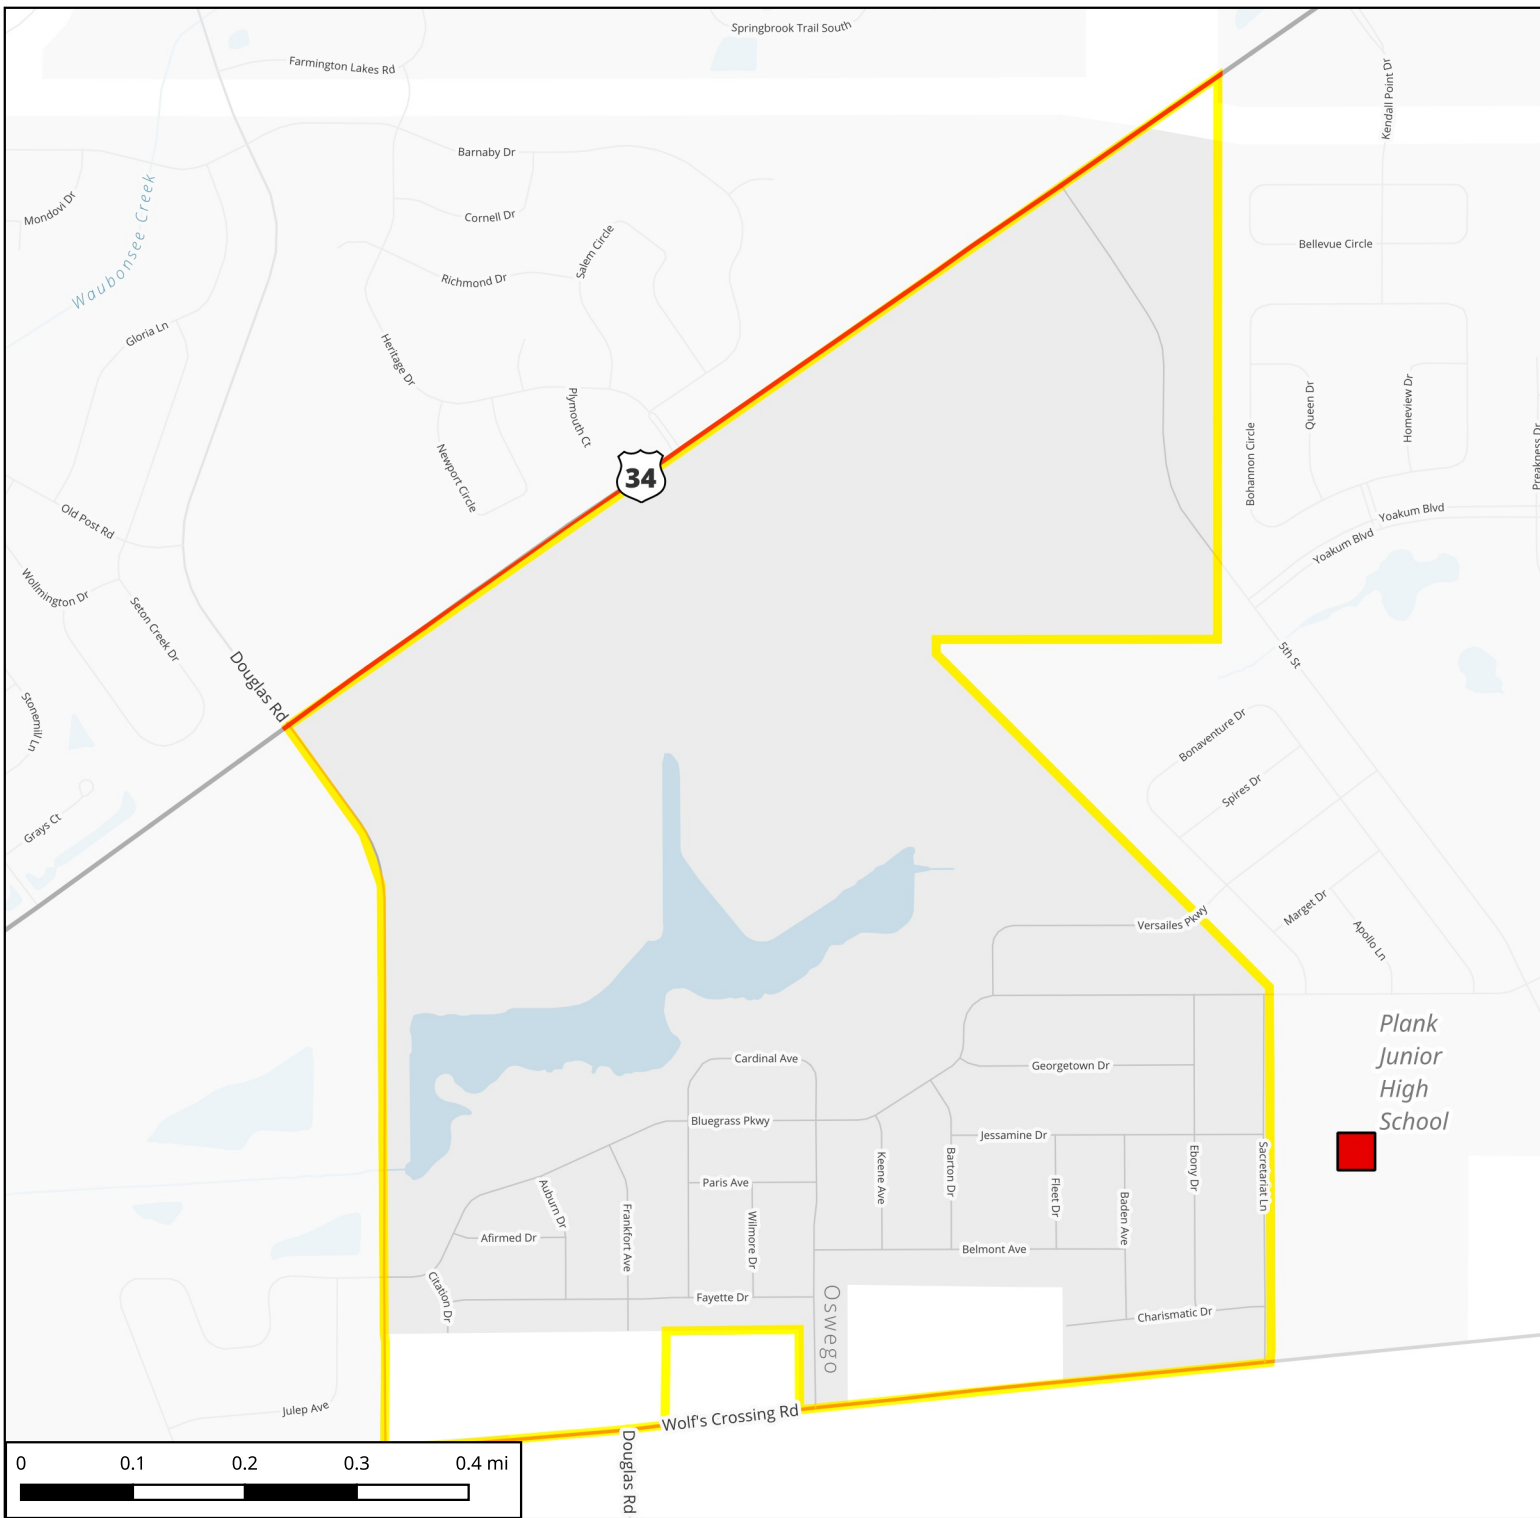 Springbrook Trail South
Farmington Lakes Rd
Kendall Point Dr
Barnaby Dr
Mondovi Dr
Waubonsee Creek
Cornell Dr
Salem Circle
Bellevue Circle
Richmond Dr
Gloria Ln
Heritage Dr
Plymouth Ct
Queen Dr
Homeview Dr
Newport Circle
34
Bohannon Circle
Preakness Dr
Old Post Rd
Yoakum Blvd
Yoakum Blvd
Wollmington Dr
Seton Creek Dr
Douglas Rd
5th St
Stonemill Ln
Bonaventure Dr
Spires Dr
Grays Ct
Versailes Pkwy
Marget Dr
Apollo Ln
Plank
Junior
High
School
Cardinal Ave
Georgetown Dr
Bluegrass Pkwy
Jessamine Dr
Paris Ave
Keene Ave
Barton Dr
Fleet Dr
Baden Ave
Ebony Dr
Sacretariat Ln
Auburn Dr
Frankfort Ave
Wilmore Dr
Afirmed Dr
Belmont Ave
Citation Dr
Fayette Dr
Oswego
Charismatic Dr
Julep Ave
Wolf's Crossing Rd
Douglas Rd
0 0.1 0.2 0.3 0.4 mi